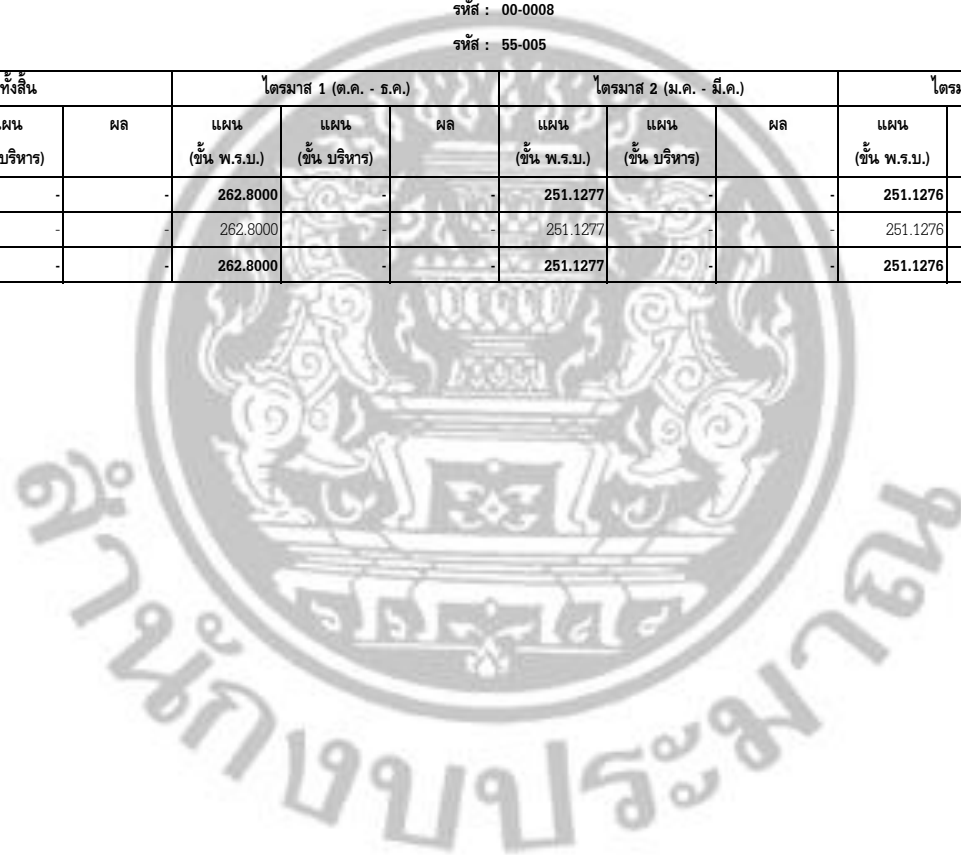 รหัส : 00-0008
รหัส : 55-005
ทั้งสิ้น ไตรมาส 1 (ต.ค. - ธ.ค.) ไตรมาส 2 (ม.ค. - มี.ค.)
ผล แผน แผน ผล แผน แผน ผล แผน
บริหาร) (ขั้น พ.ร.บ.) (ขั้น บริหาร) (ขั้น พ.ร.บ.) (ขั้น บริหาร) (ขั้น พ.ร.บ.)
- - 262.8000 - - 251.1277 - - 251.1276
- - 262.8000 - - 251.1277 - - 251.1276
- - 262.8000 - - 251.1277 - - 251.1276
สำนักงบประมาณ